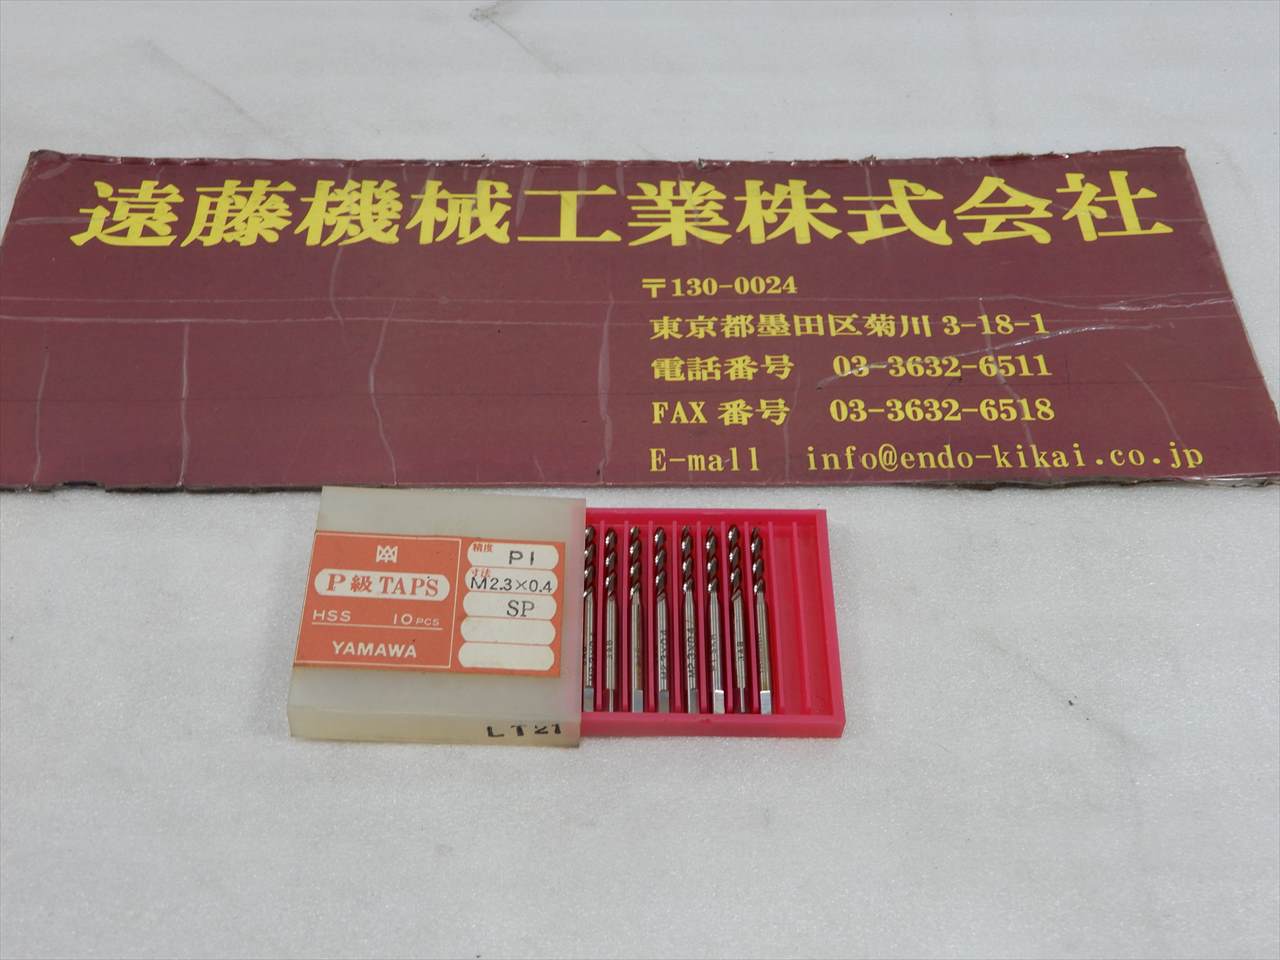 遠藤機械工業株式会社
〒130-0024
東京都墨田区菊川 3-18-1
電話番号 03-3632-6511
FAX 番号 03-3632-6518
E-mall info@endo-kikai.co.jp
P 級 TAPS
HSS 10 PCS
YAMAWA
精度 P1
寸法 M2.3×0.4
SP
LT21